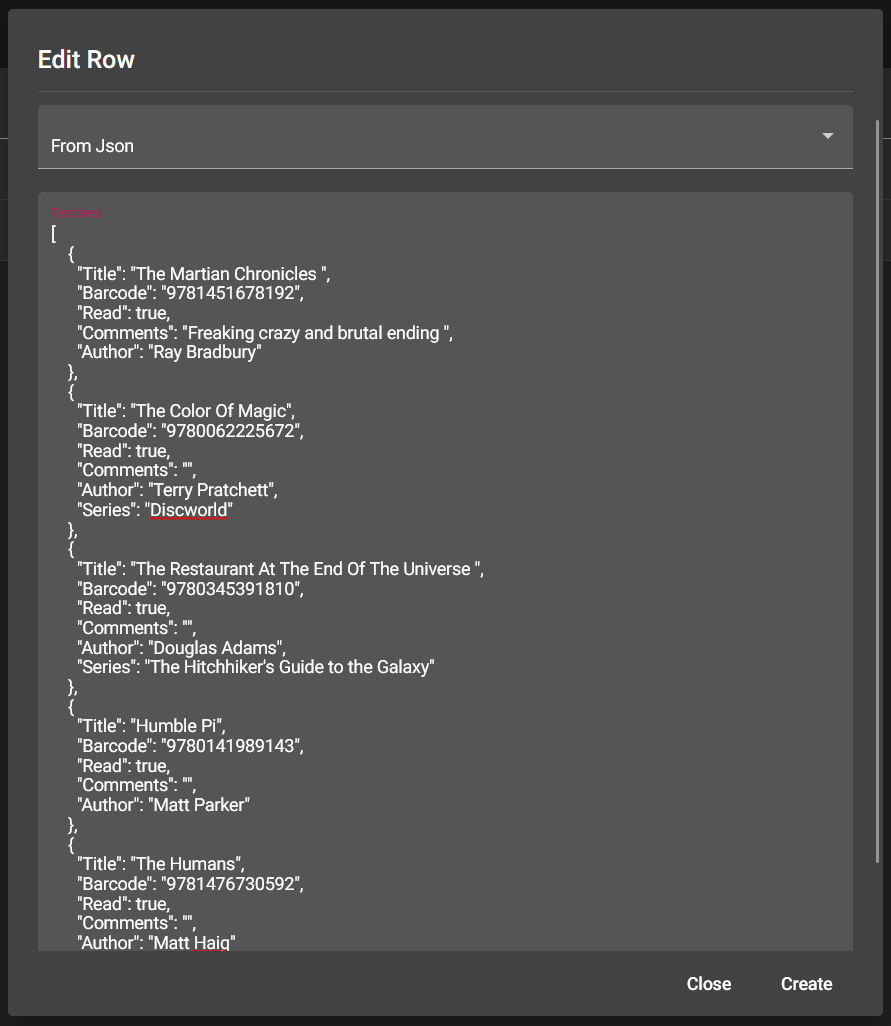 Edit Row
From Json
Textarea
[
{
"Title": "The Martian Chronicles ",
"Barcode": "9781451678192",
"Read": true,
"Comments": "Freaking crazy and brutal ending ",
"Author": "Ray Bradbury"
},
{
"Title": "The Color Of Magic",
"Barcode": "9780062225672",
"Read": true,
"Comments": "",
"Author": "Terry Pratchett",
"Series": "Discworld"
},
{
"Title": "The Restaurant At The End Of The Universe ",
"Barcode": "9780345391810",
"Read": true,
"Comments": "",
"Author": "Douglas Adams",
"Series": "The Hitchhiker's Guide to the Galaxy"
},
{
"Title": "Humble Pi",
"Barcode": "9780141989143",
"Read": true,
"Comments": "",
"Author": "Matt Parker"
},
{
"Title": "The Humans",
"Barcode": "9781476730592",
"Read": true,
"Comments": "",
"Author": "Matt Haig"
Close Create